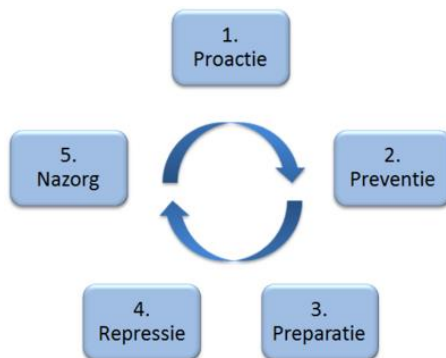 1.
Proactie
2.
Preventie
3.
Preparatie
4.
Repressie
5.
Nazorg